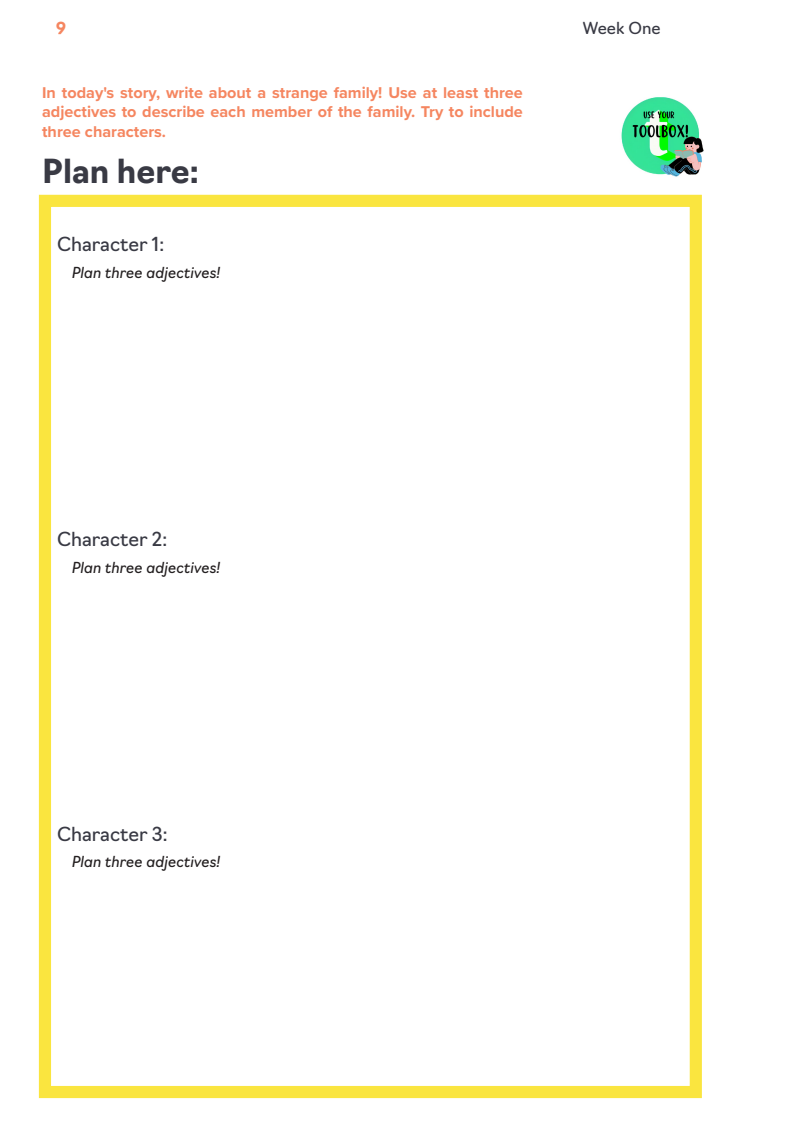 9
Week One
In today's story, write about a strange family! Use at least three
adjectives to describe each member of the family. Try to include
three characters.
USE YOUR
TOOLBOX!
t
Plan here:
Character 1:
Plan three adjectives!
Character 2:
Plan three adjectives!
Character 3:
Plan three adjectives!